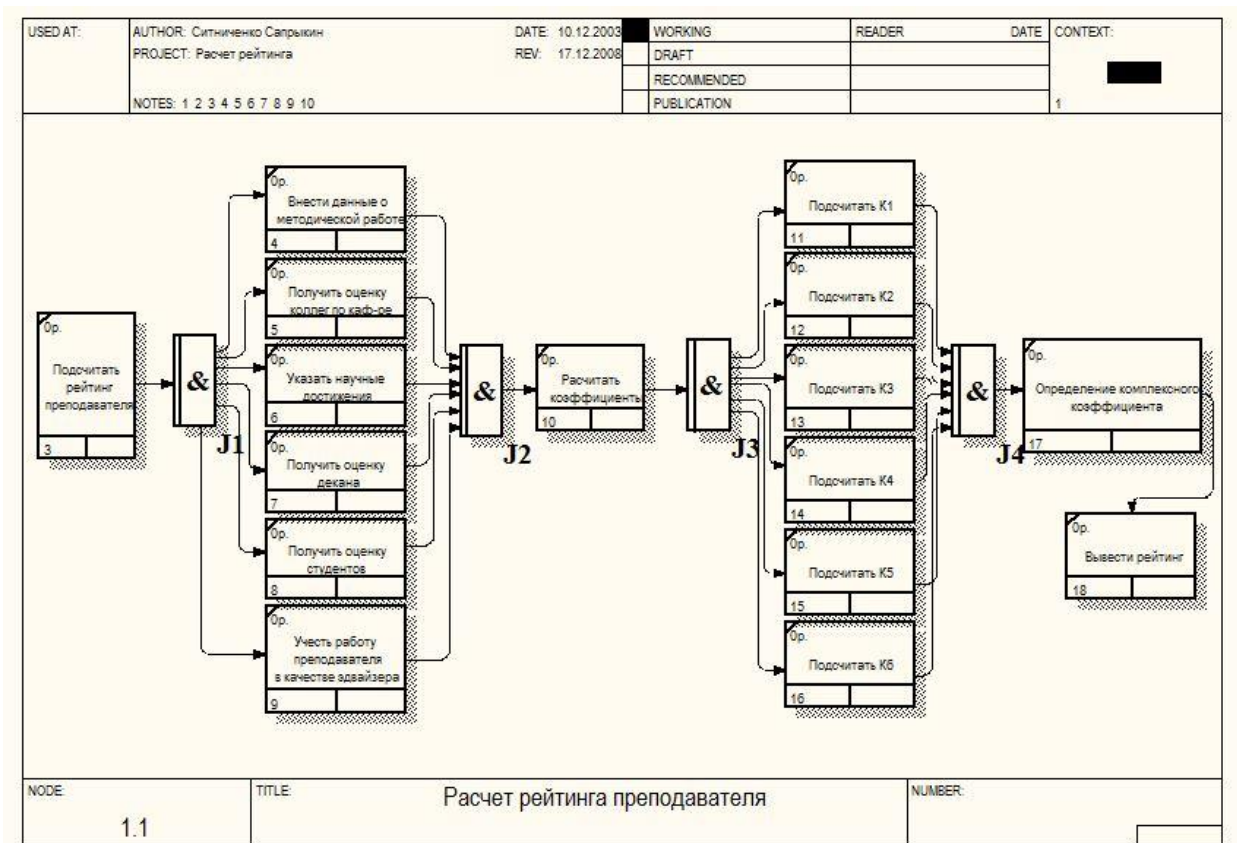 USED AT:
AUTHOR: Ситниченко Сапрыкин
DATE: 10.12.2003
WORKING
READER
DATE
CONTEXT:
PROJECT: Расчет рейтинга
REV: 17.12.2008
DRAFT
RECOMMENDED
NOTES: 1 2 3 4 5 6 7 8 9 10
PUBLICATION
1
0р.
Подсчитать
рейтинг
преподавателя
3
&
J1
0р.
Внести данные о
методической работе
4
0р.
Получить оценку
коллег по каф-ре
5
0р.
Указать научные
достижения
6
0р.
Получить оценку
декана
7
0р.
Получить оценку
студентов
8
0р.
Учесть работу
преподавателя
в качестве эдвайзера
9
&
J2
0р.
Расчитать
коэффициенты
10
&
J3
0р.
Подсчитать К1
11
0р.
Подсчитать К2
12
0р.
Подсчитать К3
13
0р.
Подсчитать К4
14
0р.
Подсчитать К5
15
0р.
Подсчитать К6
16
&
J4
0р.
Определение комплексного
коэффициента
17
0р.
Вывести рейтинг
18
NODE:
1.1
TITLE:
Расчет рейтинга преподавателя
NUMBER: